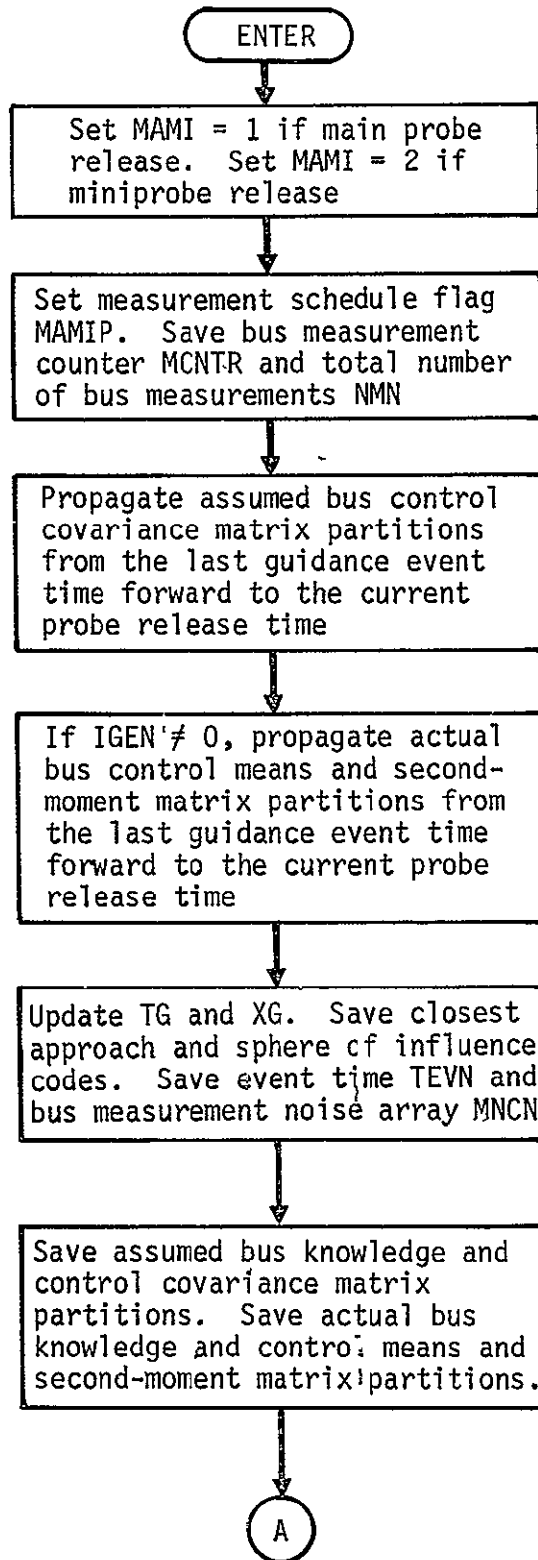 ENTER
Set MAMI = 1 if main probe
release. Set MAMI = 2 if
miniprobe release
Set measurement schedule flag
MAMIP. Save bus measurement
counter MCNTR and total number
of bus measurements NMN
Propagate assumed bus control
covariance matrix partitions
from the last guidance event
time forward to the current
probe release time
If IGEN ≠ 0, propagate actual
bus control means and second-
moment matrix partitions from
the last guidance event time
forward to the current probe
release time
Update TG and XG. Save closest
approach and sphere of influence
codes. Save event time TEVN and
bus measurement noise array MNCN
Save assumed bus knowledge and
control covariance matrix
partitions. Save actual bus
knowledge and control means and
second-moment matrix partitions.
A